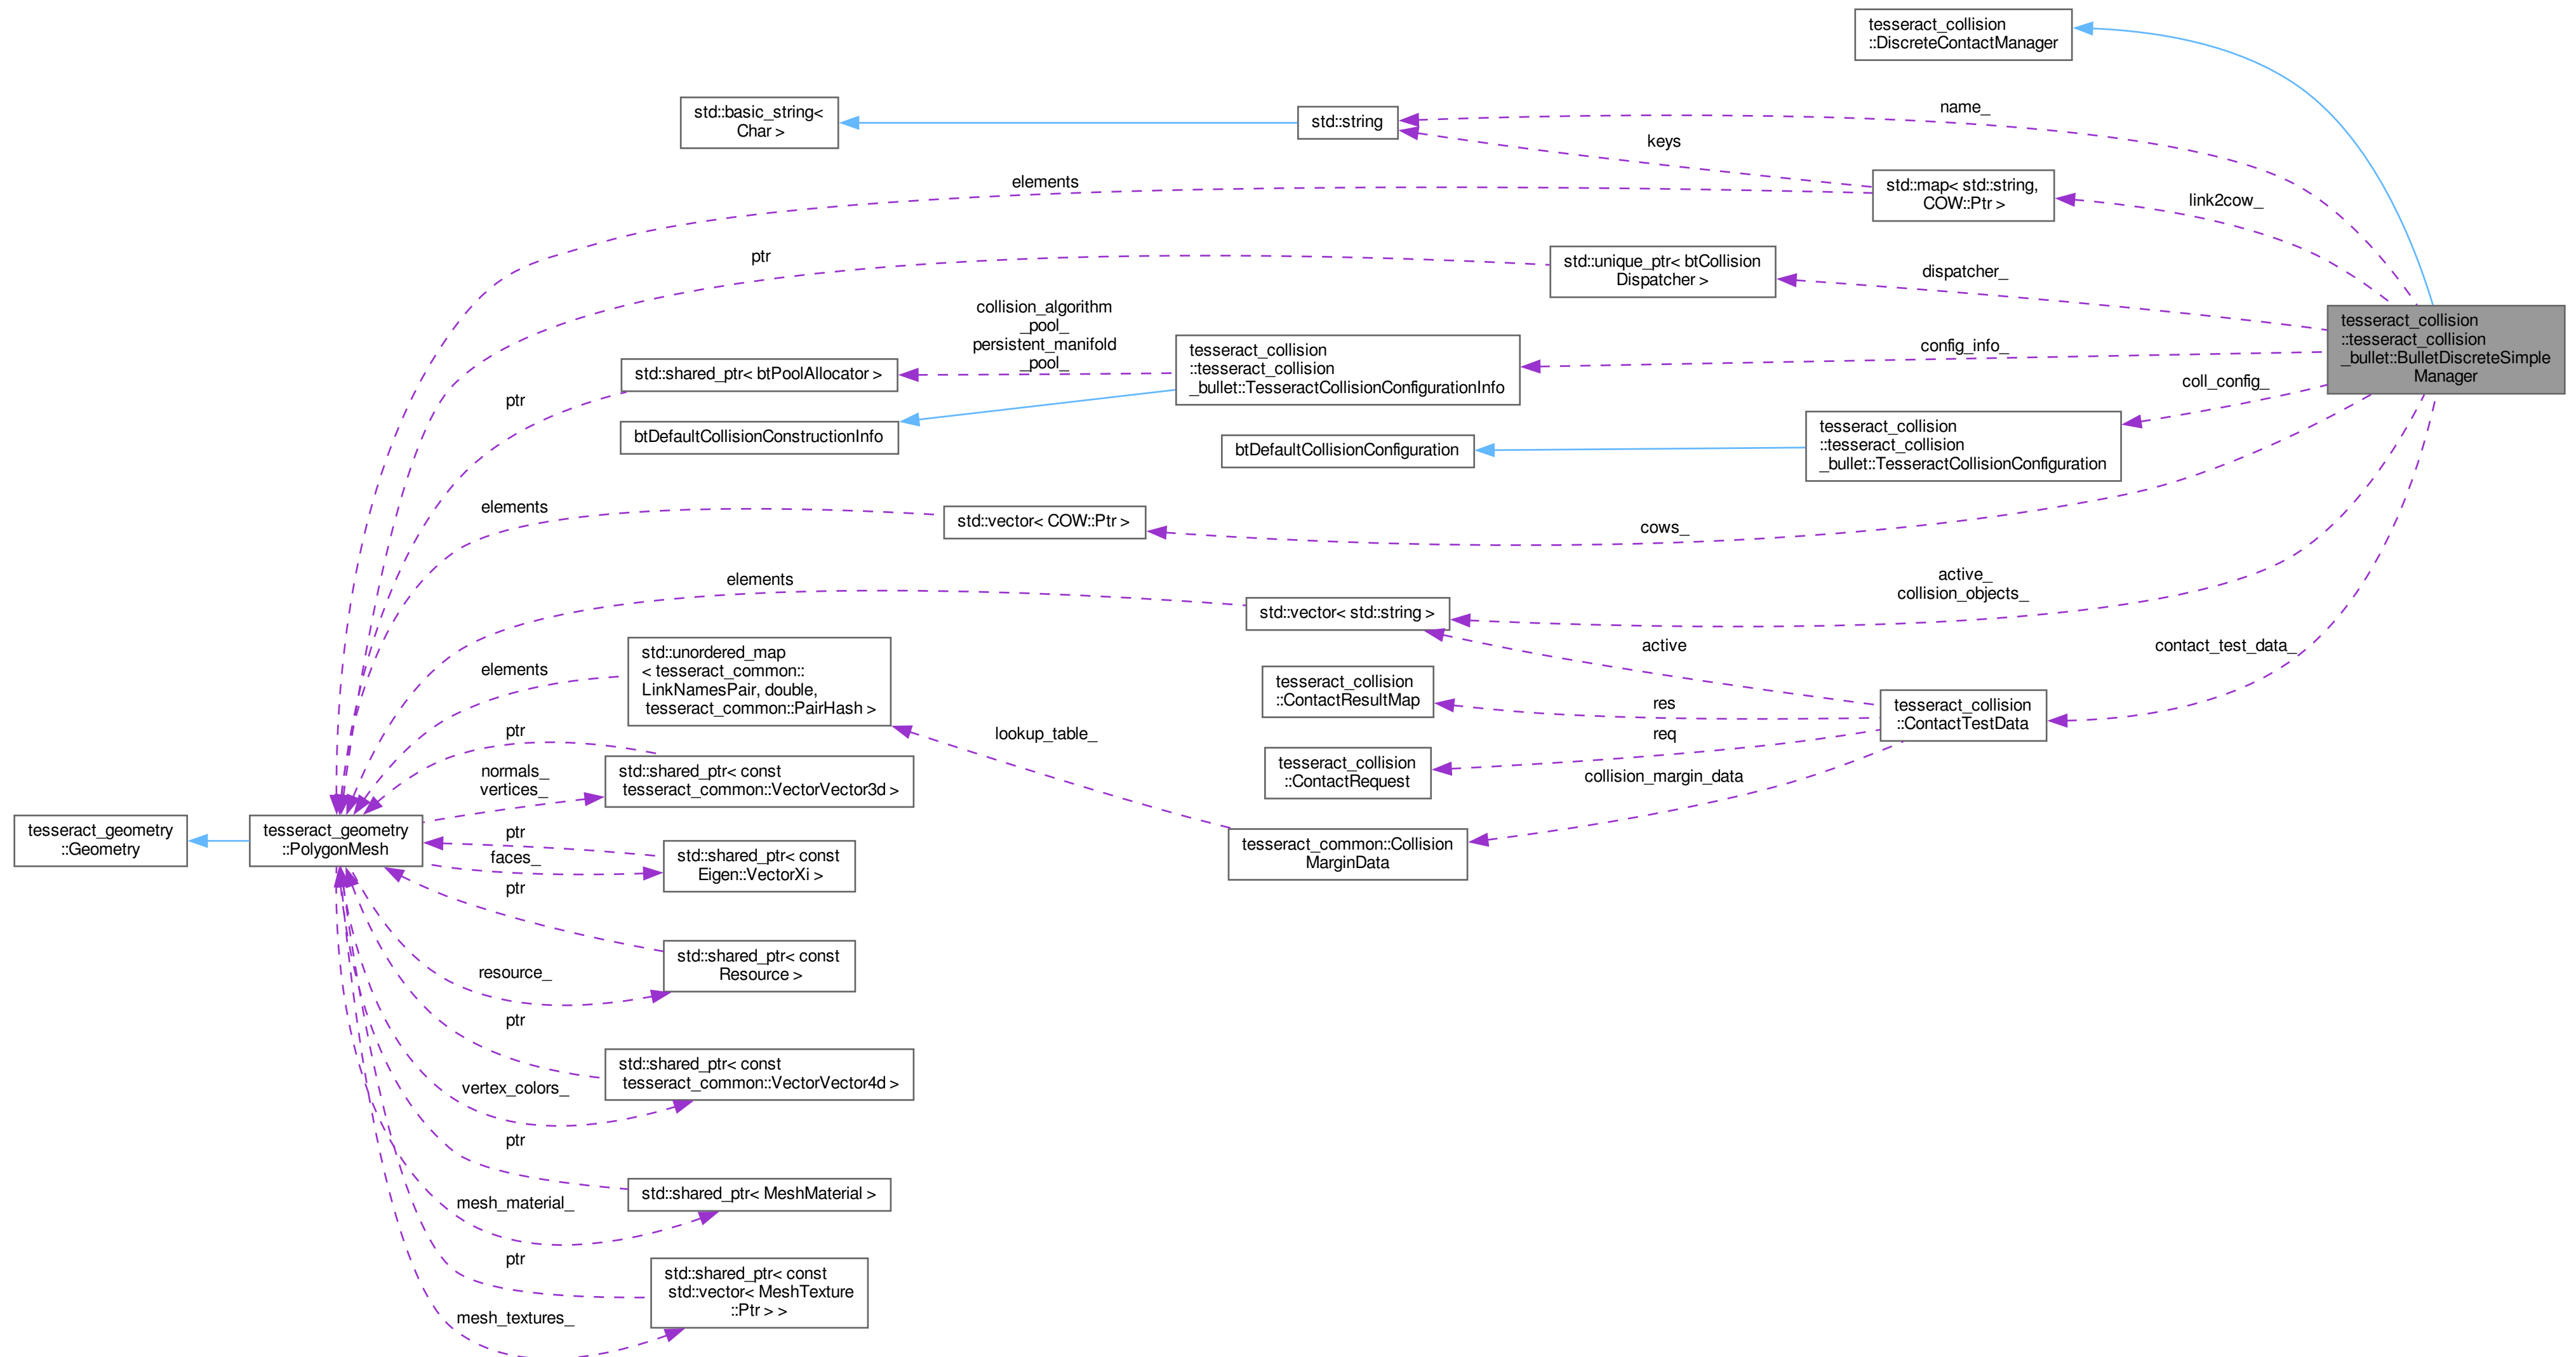 tesseract_collision
::DiscreteContactManager
std::basic_string<
Char >
std::string
name_
keys
elements
std::map< std::string,
COW::Ptr >
link2cow_
ptr
std::unique_ptr< btCollision
Dispatcher >
dispatcher_
collision_algorithm
_pool_
persistent_manifold
_pool_
tesseract_collision
::tesseract_collision
_bullet::TesseractCollisionConfigurationInfo
config_info_
tesseract_collision
::tesseract_collision
_bullet::BulletDiscreteSimple
Manager
std::shared_ptr< btPoolAllocator >
ptr
btDefaultCollisionConstructionInfo
coll_config_
btDefaultCollisionConfiguration
tesseract_collision
::tesseract_collision
_bullet::TesseractCollisionConfiguration
elements
std::vector< COW::Ptr >
cows_
elements
std::vector< std::string >
active_
collision_objects_
std::unordered_map
< tesseract_common::
LinkNamesPair, double,
tesseract_common::PairHash >
elements
active
contact_test_data_
tesseract_collision
::ContactResultMap
res
tesseract_collision
::ContactTestData
req
lookup_table_
ptr
tesseract_collision
::ContactRequest
collision_margin_data
normals_
vertices_
std::shared_ptr< const
tesseract_common::VectorVector3d >
tesseract_geometry
::Geometry
tesseract_geometry
::PolygonMesh
ptr
faces_
std::shared_ptr< const
Eigen::VectorXi >
tesseract_common::Collision
MarginData
ptr
std::shared_ptr< const
Resource >
resource_
ptr
std::shared_ptr< const
tesseract_common::VectorVector4d >
vertex_colors_
ptr
std::shared_ptr< MeshMaterial >
mesh_material_
ptr
std::shared_ptr< const
std::vector< MeshTexture
::Ptr > >
mesh_textures_